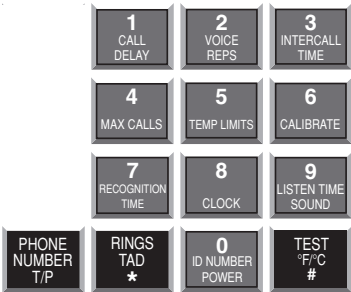 1
CALL
DELAY
2
VOICE
REPS
3
INTERCALL
TIME
4
MAX CALLS
5
TEMP LIMITS
6
CALIBRATE
7
RECOGNITION
TIME
8
CLOCK
9
LISTEN TIME
SOUND
PHONE
NUMBER
T/P
RINGS
TAD
*
0
ID NUMBER
POWER
TEST
°F/°C
#